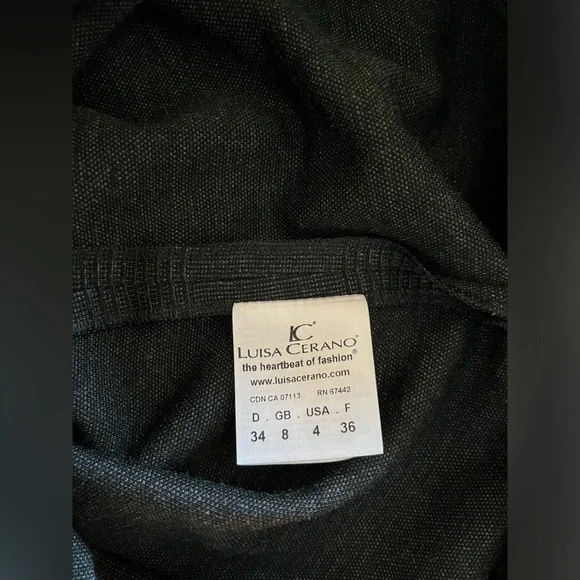 LC®
LUISA CERANO®
the heartbeat of fashion®
www.luisacerano.com
CDN CA 07113 RN 67442
D . GB . USA . F
34 8 4 36